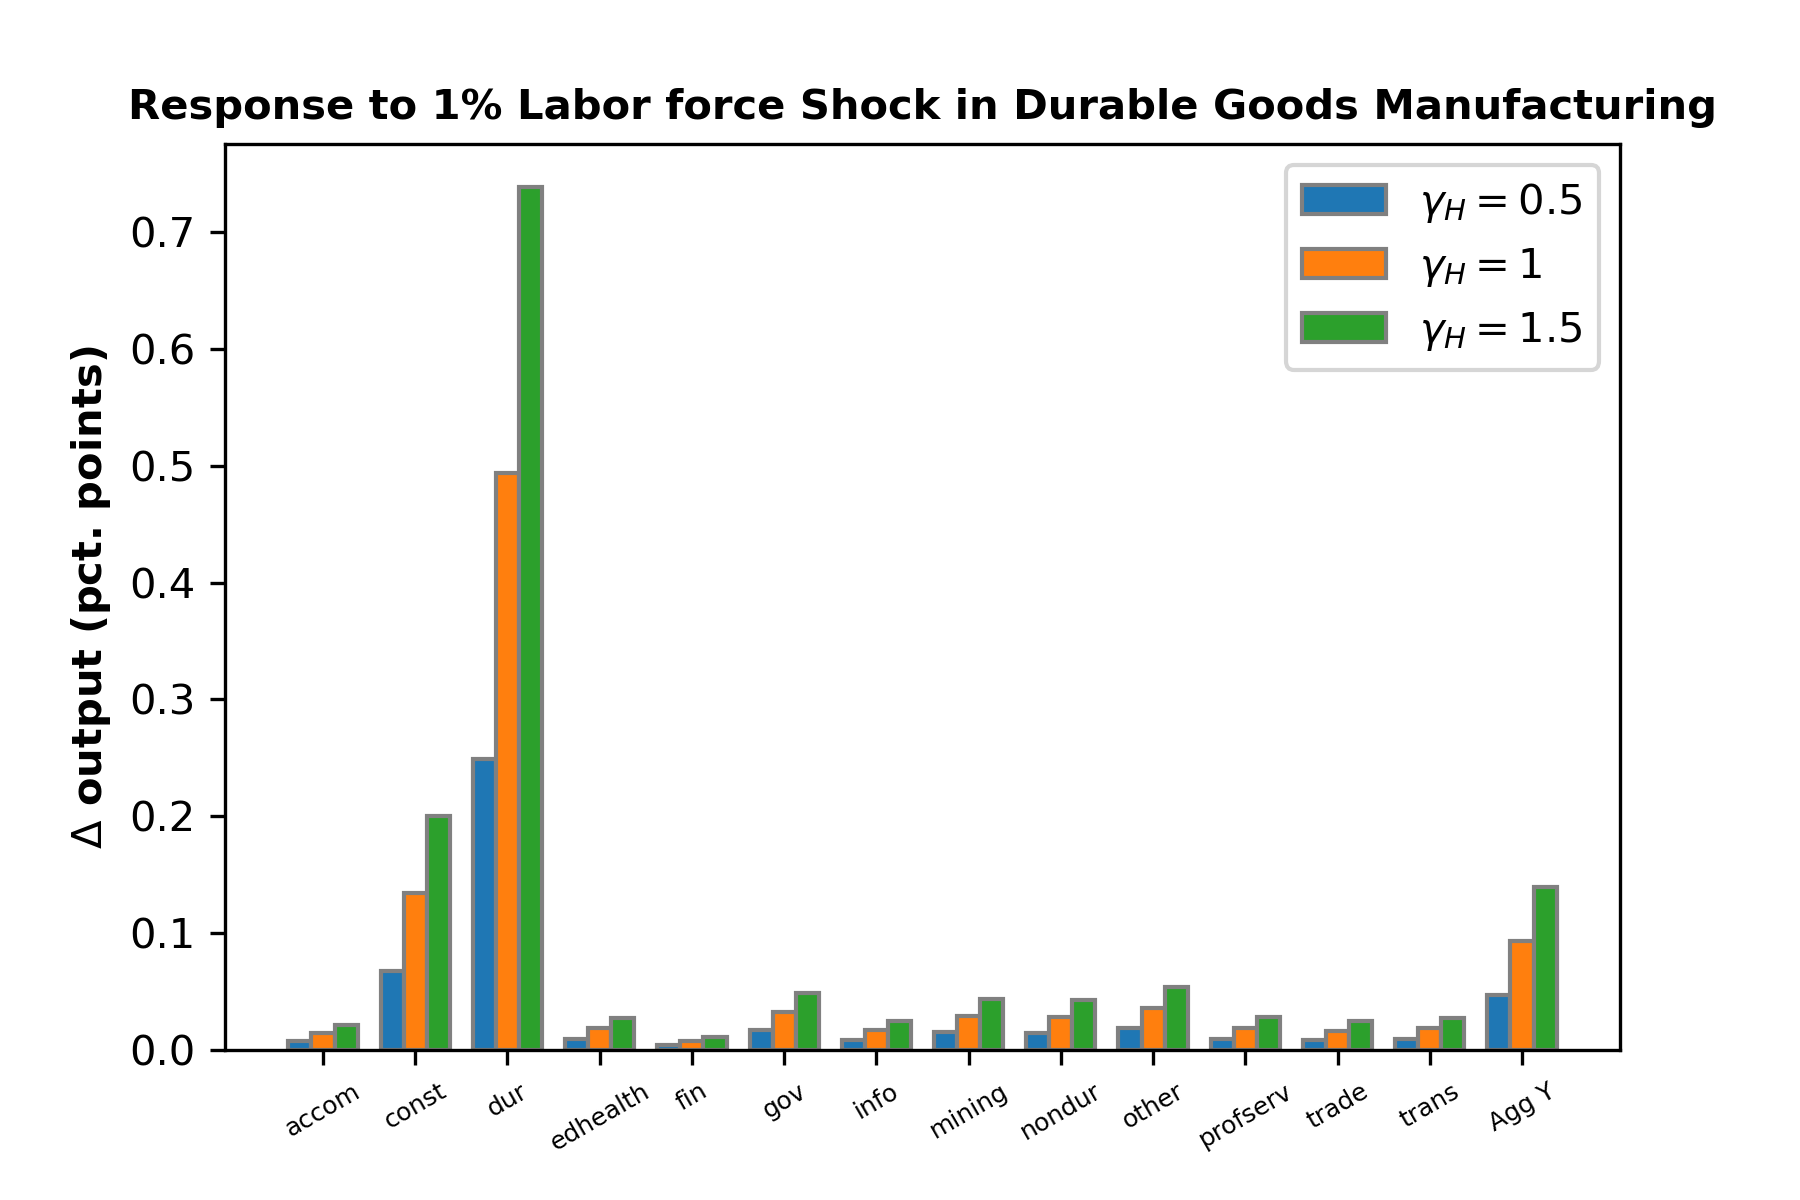 Response to 1% Labor force Shock in Durable Goods Manufacturing
γH = 0.5
γH = 1
γH = 1.5
Δ output (pct. points)
0.7
0.6
0.5
0.4
0.3
0.2
0.1
0.0
accom const dur edhealth fin gov info mining nondur other profserv trade trans Agg Y